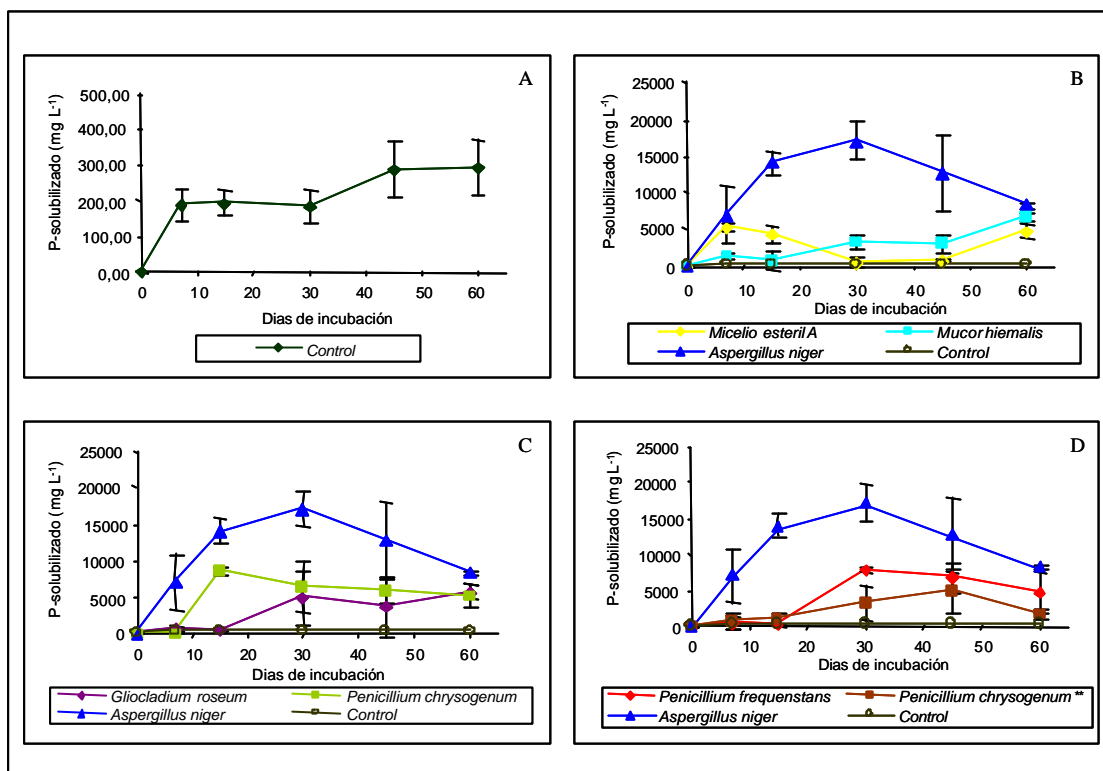 A
P-solubilizado (mg L-1)
500,00
400,00
300,00
200,00
100,00
0,00
0 10 20 30 40 50 60
Dias de incubación
Control
B
P-solubilizado (mg L-1)
25000
20000
15000
10000
5000
0
0 10 20 30 40 50 60
Dias de incubación
Micelio esteril A Mucor hiemalis
Aspergillus niger Control
C
P-solubilizado (mg L-1)
25000
20000
15000
10000
5000
0
0 10 20 30 40 50 60
Dias de incubación
Gliocladium roseum Penicillium chrysogenum
Aspergillus niger Control
D
P-solubilizado (mg L-1)
25000
20000
15000
10000
5000
0
0 10 20 30 40 50 60
Dias de incubación
Penicillium frequenstans Penicillium chrysogenum **
Aspergillus niger Control